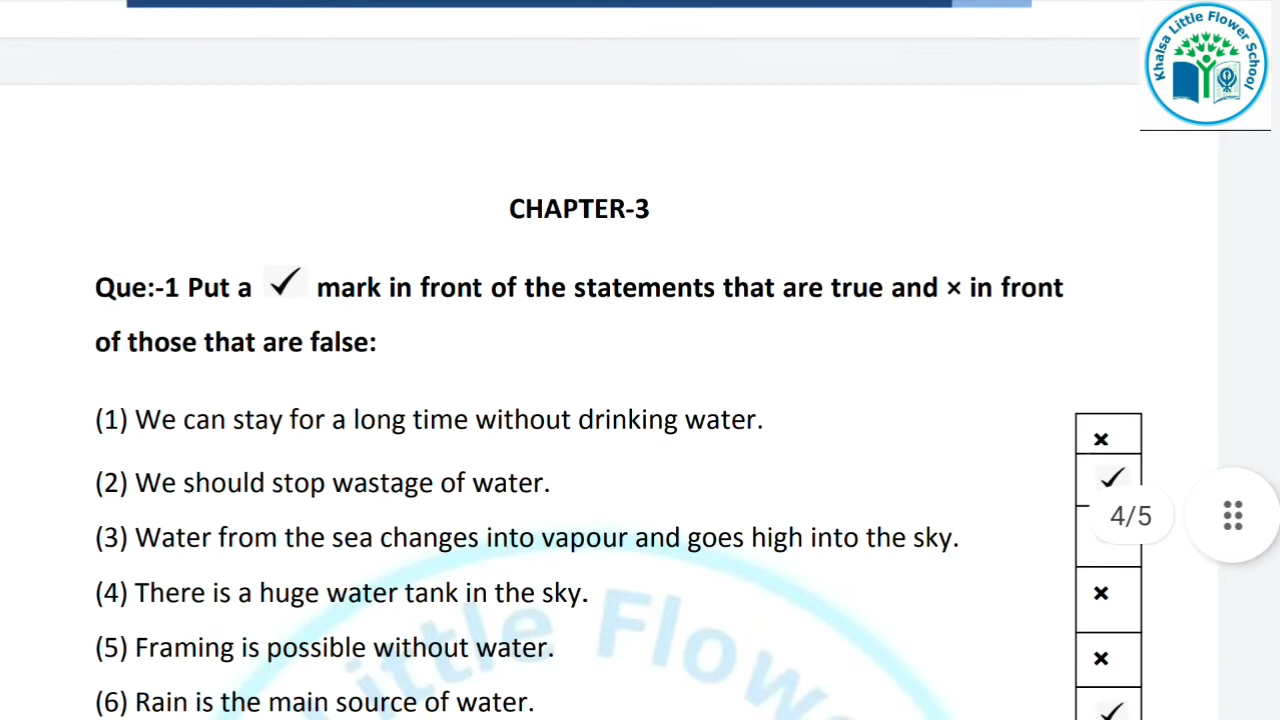 Khalsa Little Flower School
CHAPTER-3
Que:-1 Put a ✓ mark in front of the statements that are true and × in front
of those that are false:
(1) We can stay for a long time without drinking water. ×
(2) We should stop wastage of water. ✓
4/5
(3) Water from the sea changes into vapour and goes high into the sky.
(4) There is a huge water tank in the sky. ×
(5) Framing is possible without water. ×
(6) Rain is the main source of water. ✓
Little Flow